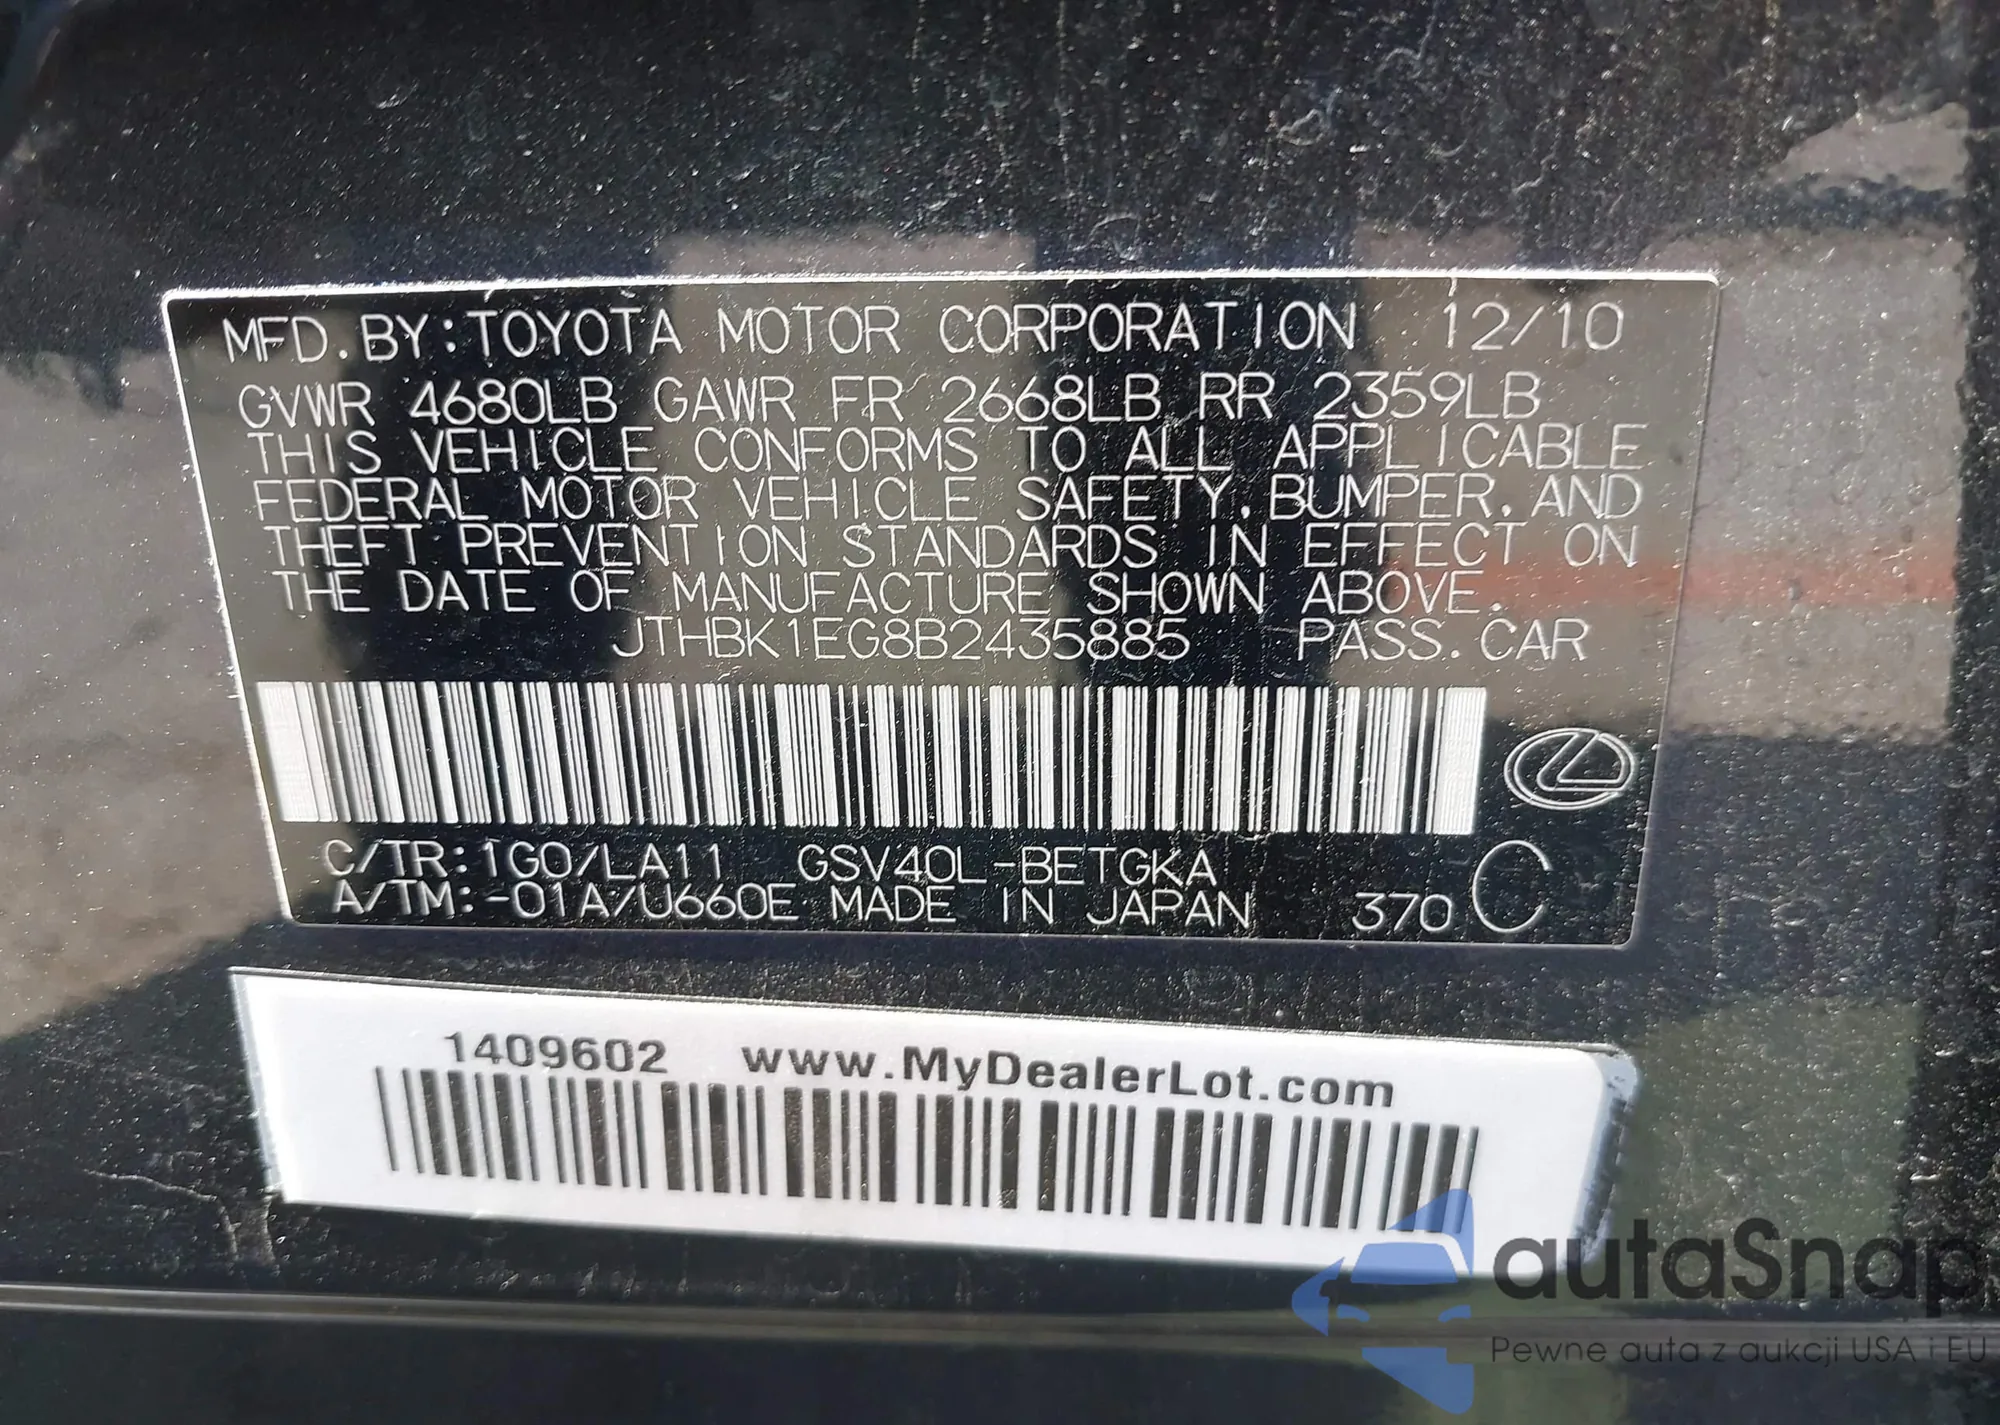 MFD. BY: TOYOTA MOTOR CORPORATION 12/10
GVWR 4680LB GAWR FR 2668LB RR 2359LB
THIS VEHICLE CONFORMS TO ALL APPLICABLE
FEDERAL MOTOR VEHICLE SAFETY, BUMPER, AND
THEFT PREVENTION STANDARDS IN EFFECT ON
THE DATE OF MANUFACTURE SHOWN ABOVE.
JTHBK1EG8B2435885 PASS. CAR
C/TR: 1G0/LA11 GSV40L-BETGKA
A/TM: -01A/U660E MADE IN JAPAN 370 C
1409602 www.MyDealerLot.com
autaSnap
Pewne auta z aukcji USA i EU